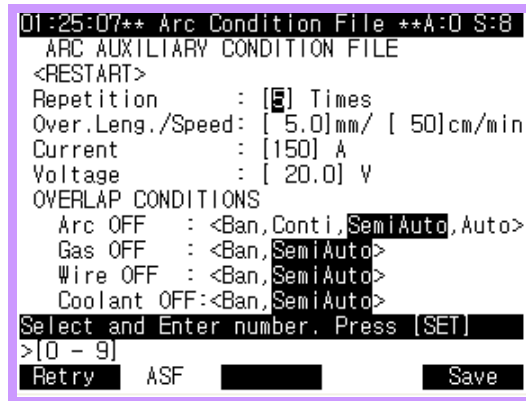 01:25:07** Arc Condition File **A:0 S:8
ARC AUXILIARY CONDITION FILE
<RESTART>
Repetition : [5] Times
Over.Leng./Speed: [ 5.0]mm/ [ 50]cm/min
Current : [150] A
Voltage : [ 20.0] V
OVERLAP CONDITIONS
Arc OFF : <Ban,Conti,SemiAuto,Auto>
Gas OFF : <Ban,SemiAuto>
Wire OFF : <Ban,SemiAuto>
Coolant OFF:<Ban,SemiAuto>
Select and Enter number. Press [SET]
>[0 - 9]
Retry ASF Save